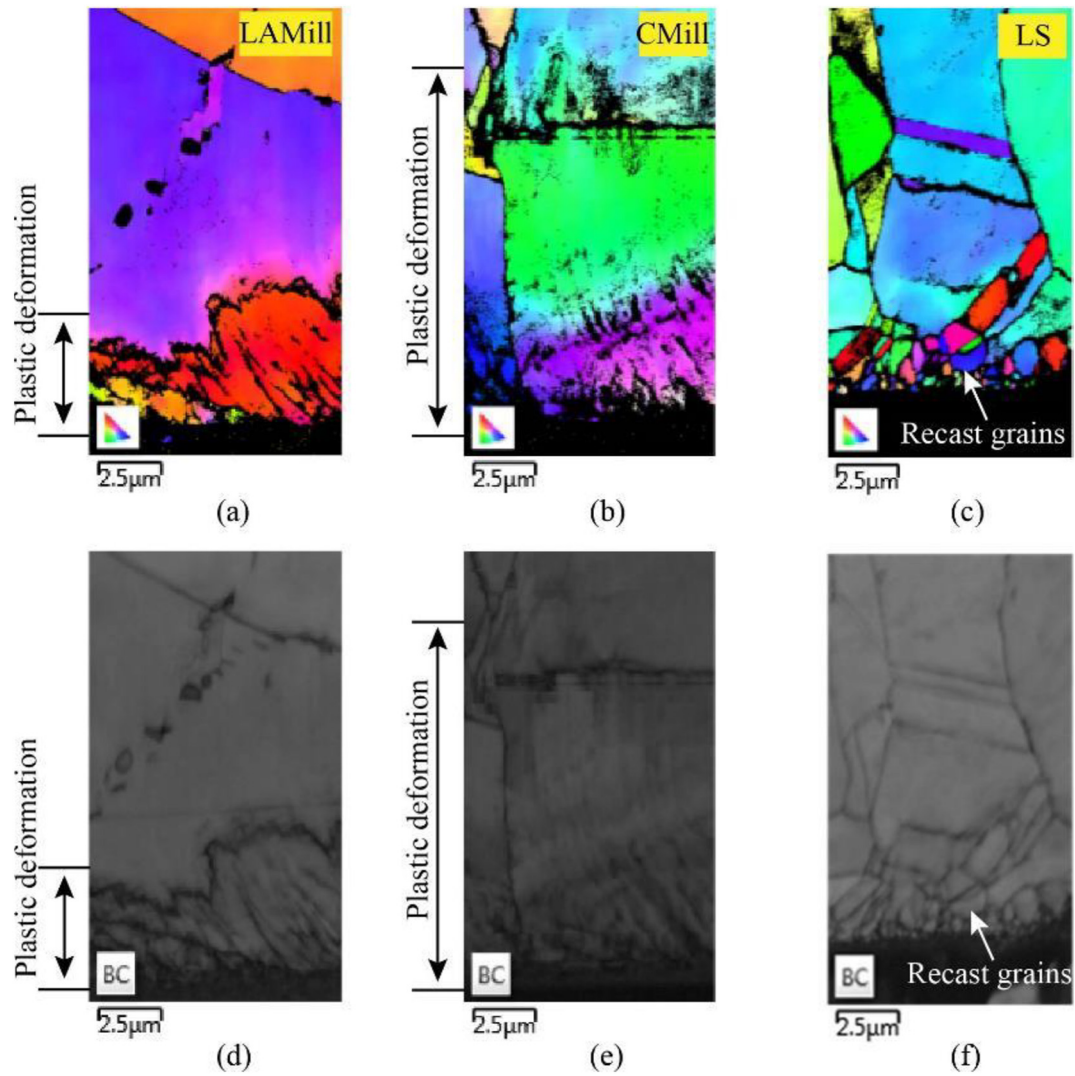 LAMill
CMill
LS
Plastic deformation
Plastic deformation
Recast grains
2.5µm
2.5µm
2.5µm
(a)
(b)
(c)
Plastic deformation
Plastic deformation
Recast grains
BC
BC
BC
2.5µm
2.5µm
2.5µm
(d)
(e)
(f)